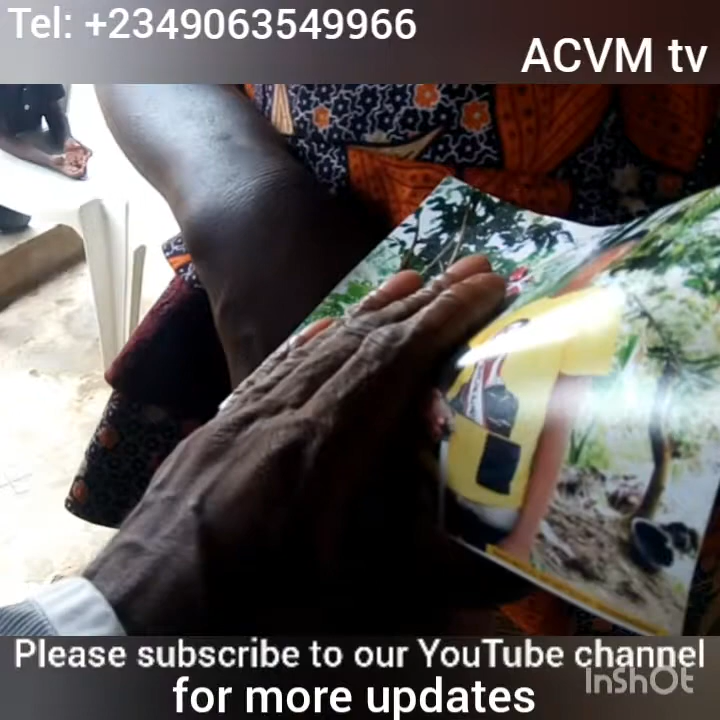 Tel: +2349063549966
ACVM tv
Please subscribe to our YouTube channel
for more updates
InShOt